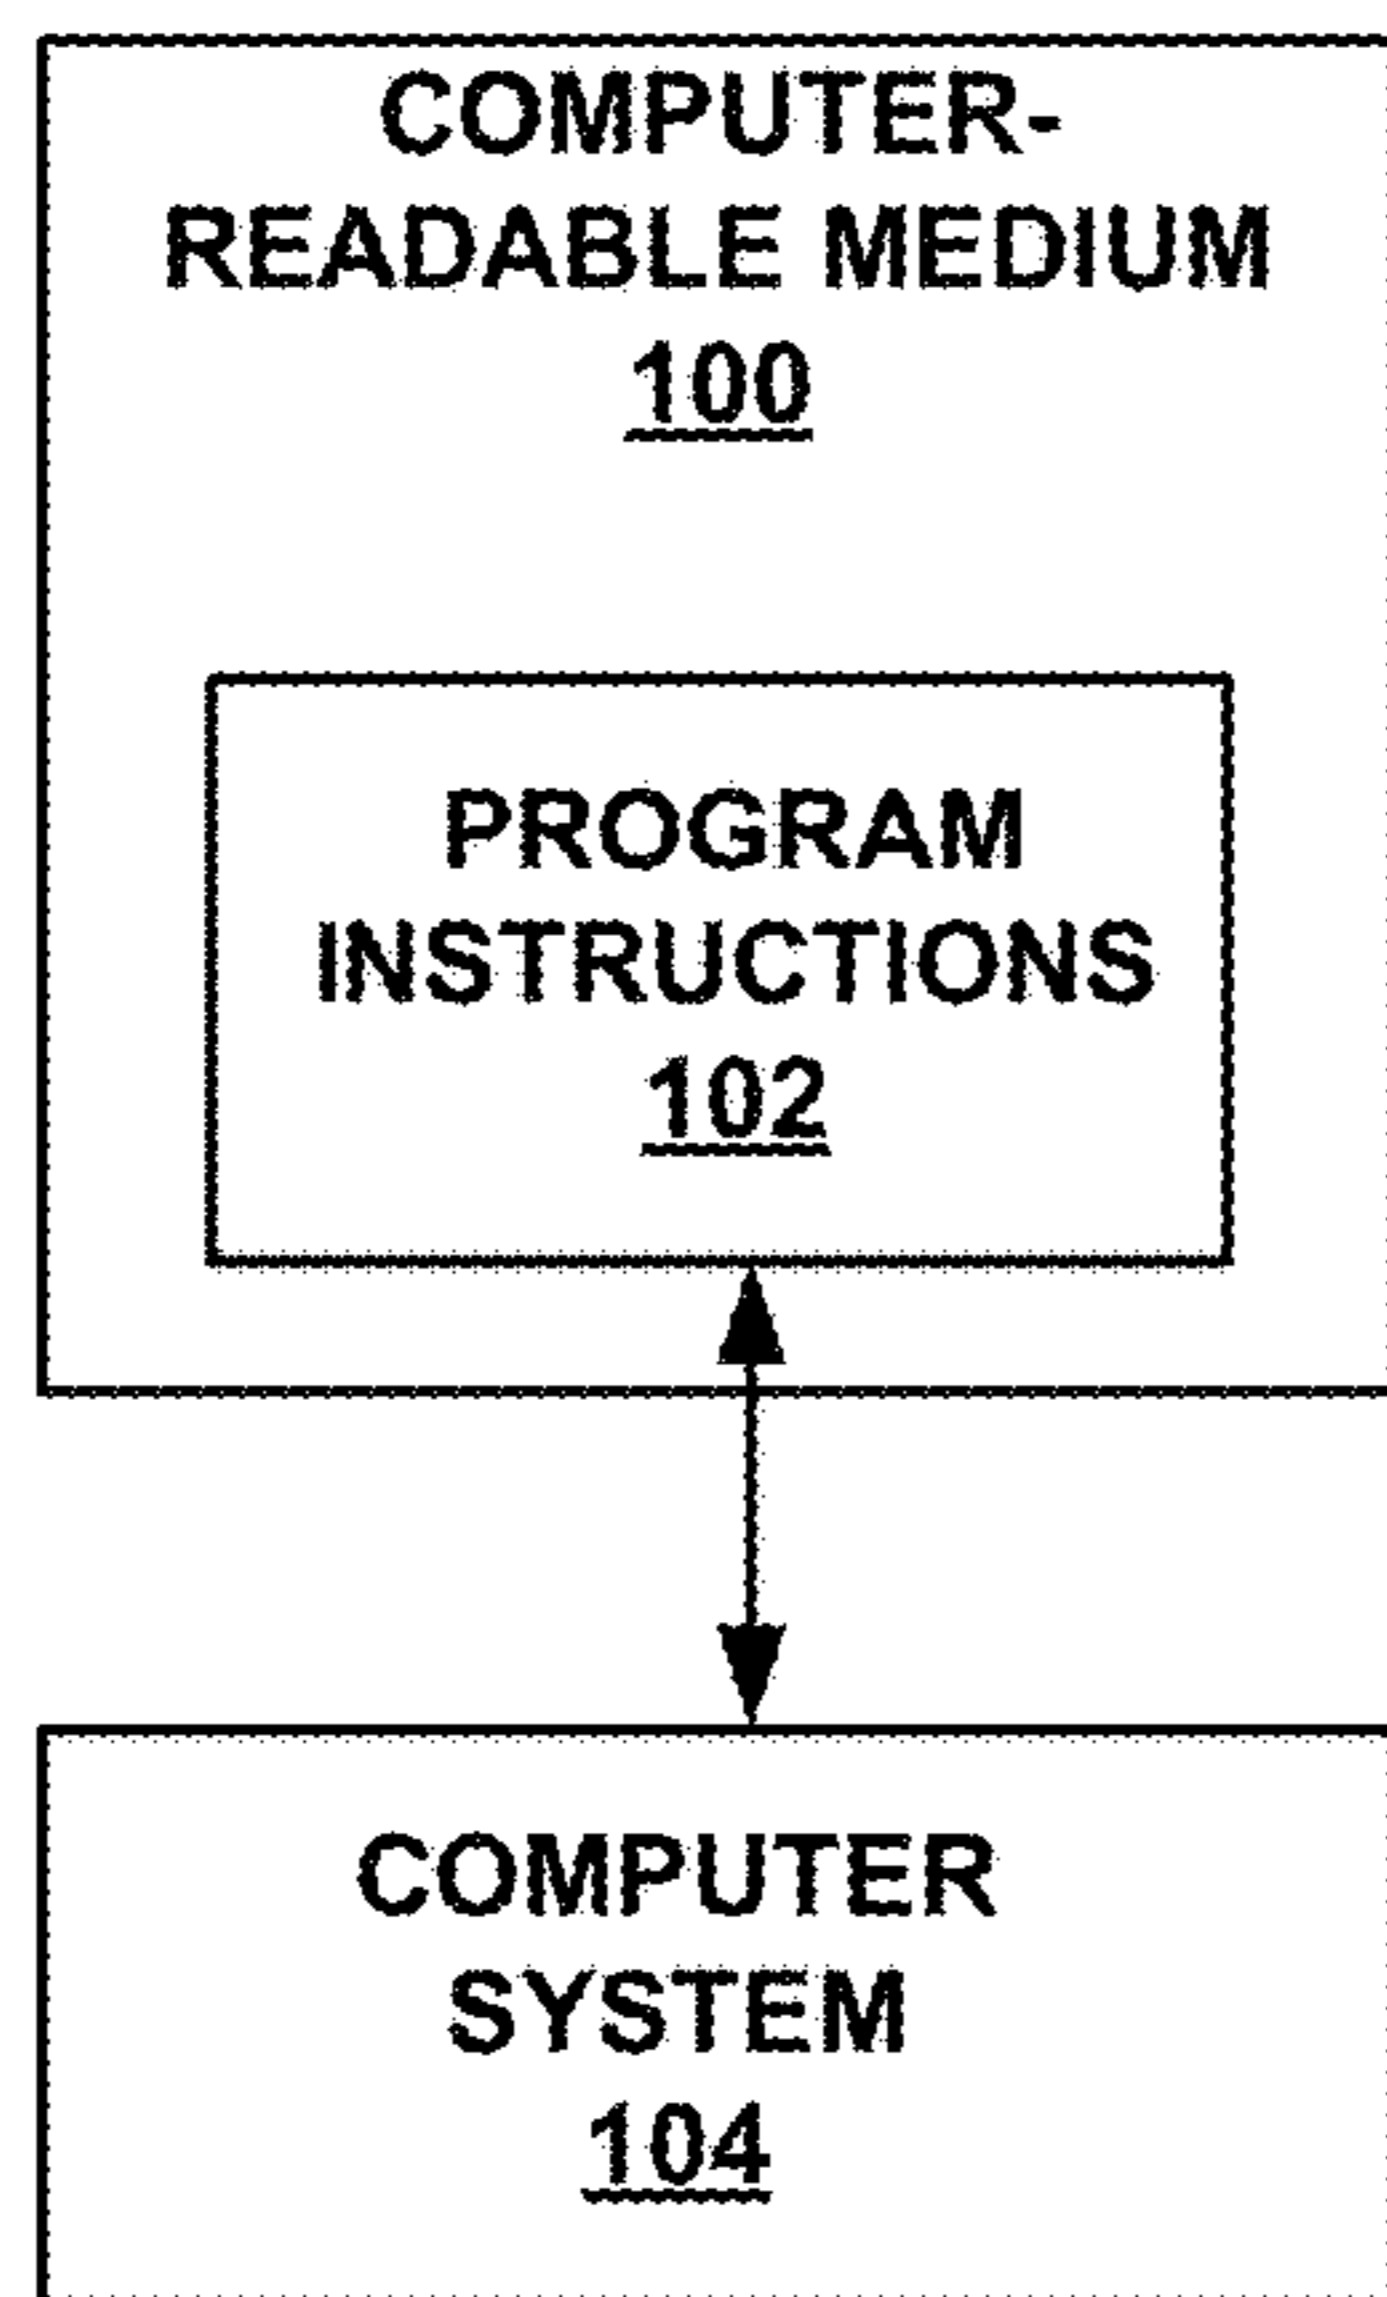 COMPUTER-
READABLE MEDIUM
100
PROGRAM
INSTRUCTIONS
102
COMPUTER
SYSTEM
104